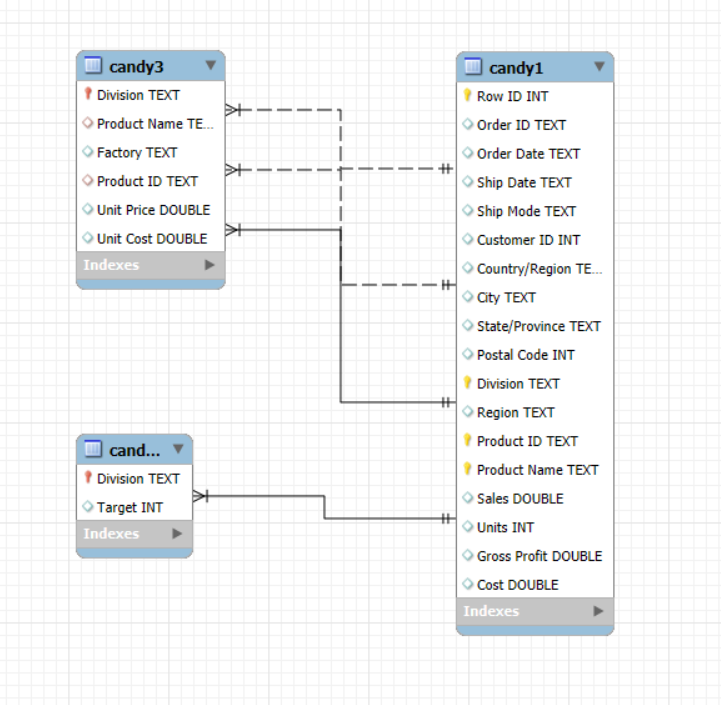 candy3
Division TEXT
Product Name TE...
Factory TEXT
Product ID TEXT
Unit Price DOUBLE
Unit Cost DOUBLE
Indexes
cand...
Division TEXT
Target INT
Indexes
candy1
Row ID INT
Order ID TEXT
Order Date TEXT
Ship Date TEXT
Ship Mode TEXT
Customer ID INT
Country/Region TE...
City TEXT
State/Province TEXT
Postal Code INT
Division TEXT
Region TEXT
Product ID TEXT
Product Name TEXT
Sales DOUBLE
Units INT
Gross Profit DOUBLE
Cost DOUBLE
Indexes